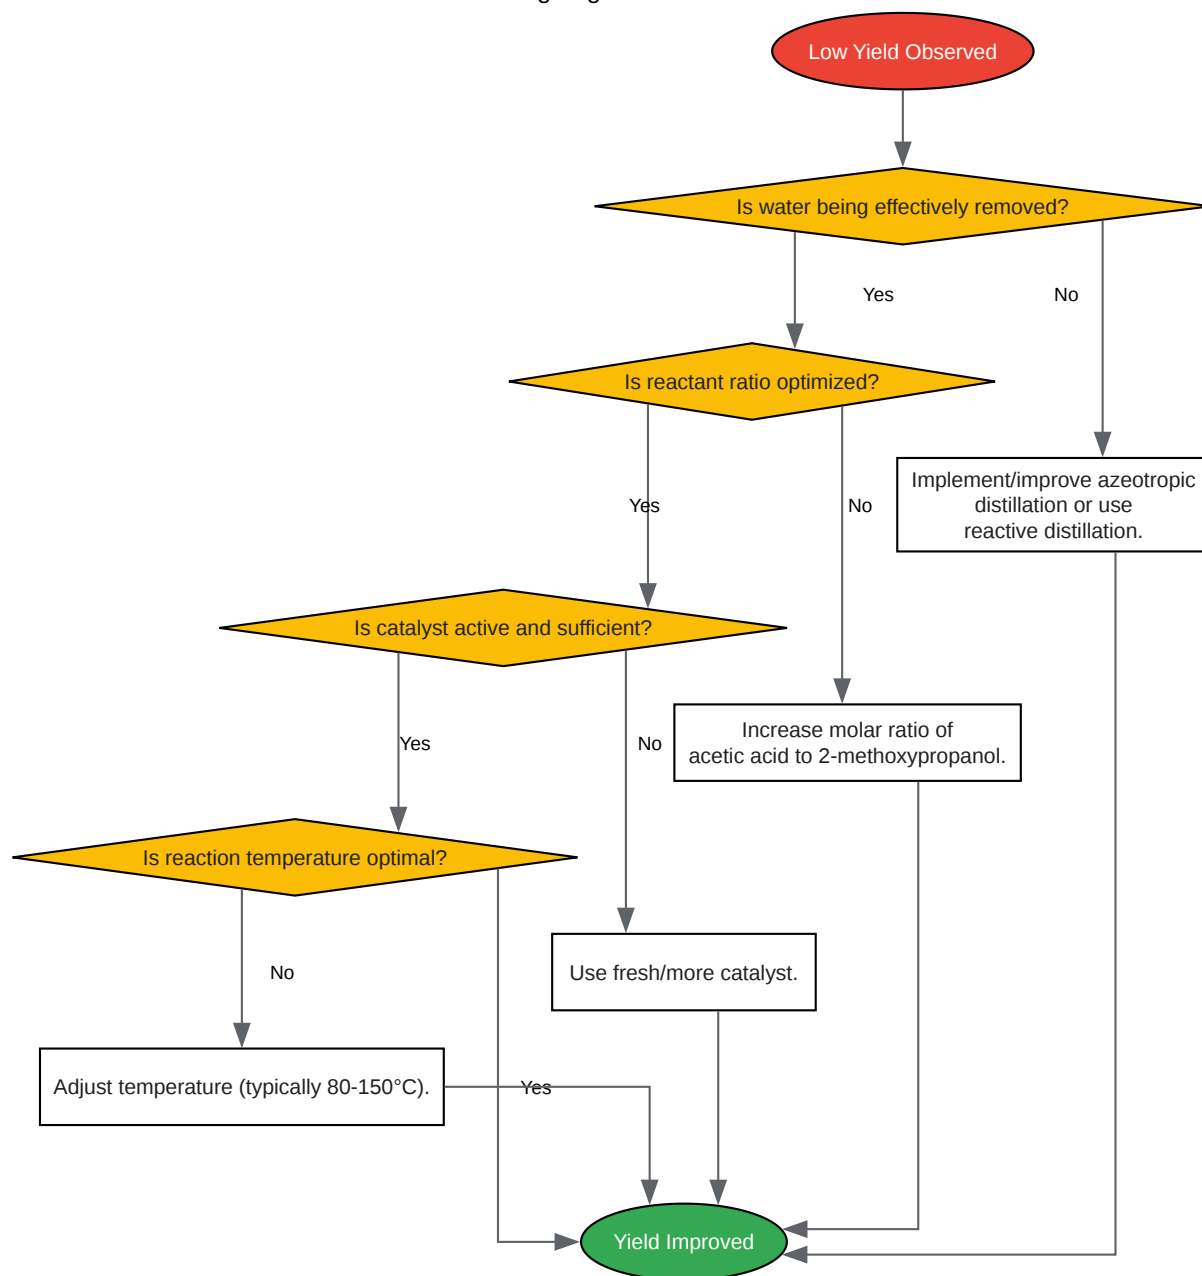 Low Yield Observed
Is water being effectively removed?
Yes
No
Is reactant ratio optimized?
Implement/improve azeotropic
distillation or use
reactive distillation.
Yes
No
Is catalyst active and sufficient?
Increase molar ratio of
acetic acid to 2-methoxypropanol.
Yes
No
Is reaction temperature optimal?
No
Use fresh/more catalyst.
Adjust temperature (typically 80-150°C).
Yes
Yield Improved